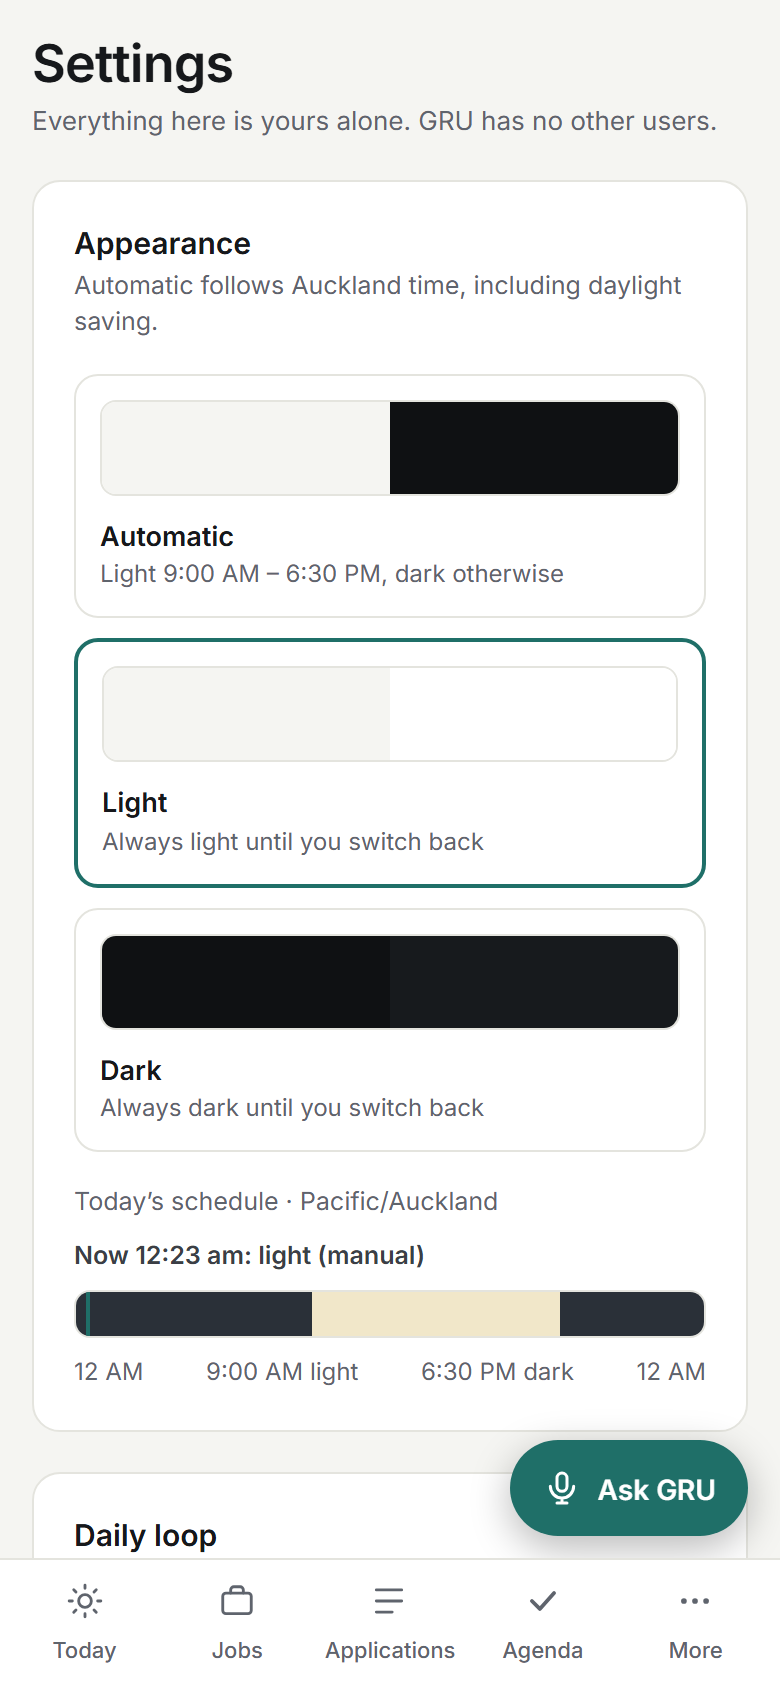 Settings
Everything here is yours alone. GRU has no other users.
Appearance
Automatic follows Auckland time, including daylight
saving.
Automatic
Light 9:00 AM – 6:30 PM, dark otherwise
Light
Always light until you switch back
Dark
Always dark until you switch back
Today’s schedule · Pacific/Auckland
Now 12:23 am: light (manual)
12 AM 9:00 AM light 6:30 PM dark 12 AM
Ask GRU
Daily loop
Today Jobs Applications Agenda More